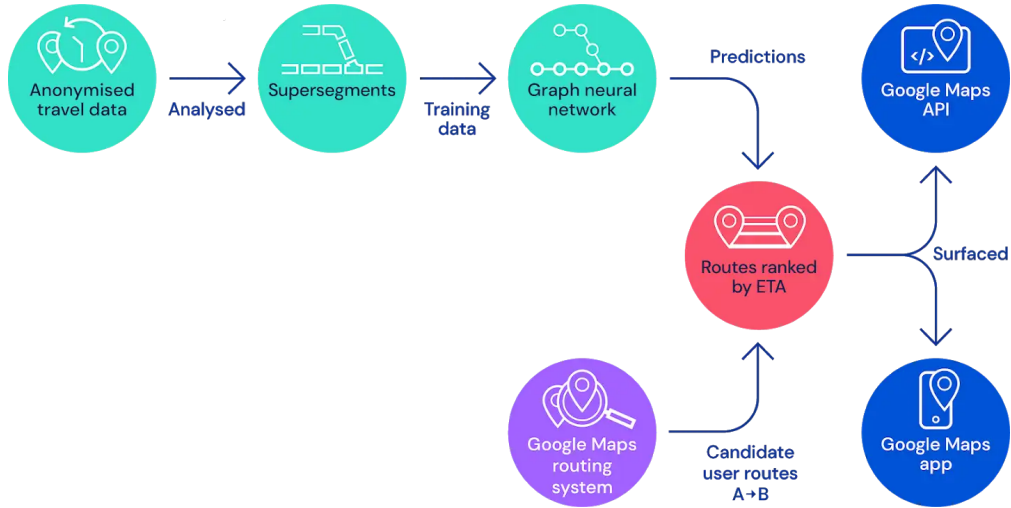 Anonymised
travel data
Analysed
Supersegments
Training
data
Graph neural
network
Predictions
Google Maps
API
</>
Routes ranked
by ETA
Surfaced
Google Maps
routing
system
Candidate
user routes
A→B
Google Maps
app